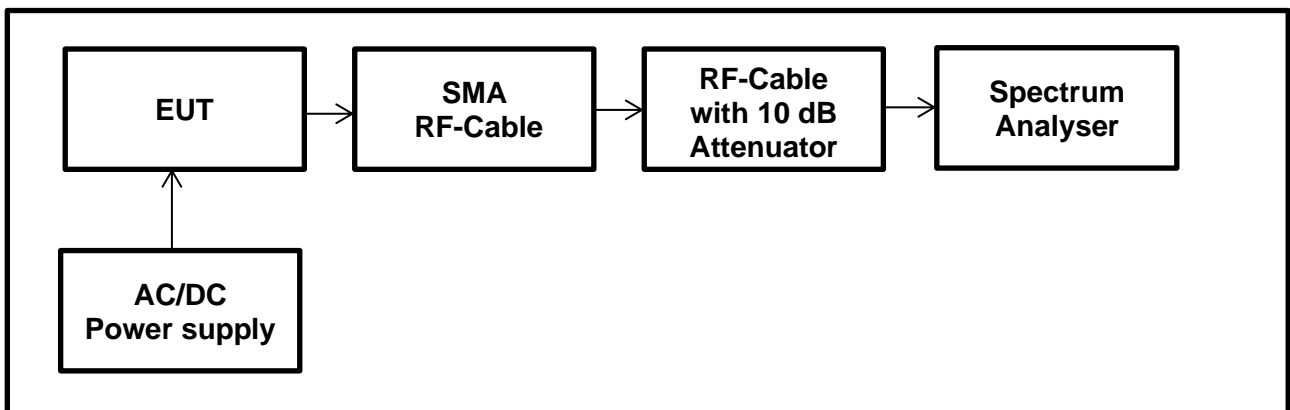 EUT
SMA
RF-Cable
RF-Cable
with 10 dB
Attenuator
Spectrum
Analyser
AC/DC
Power supply